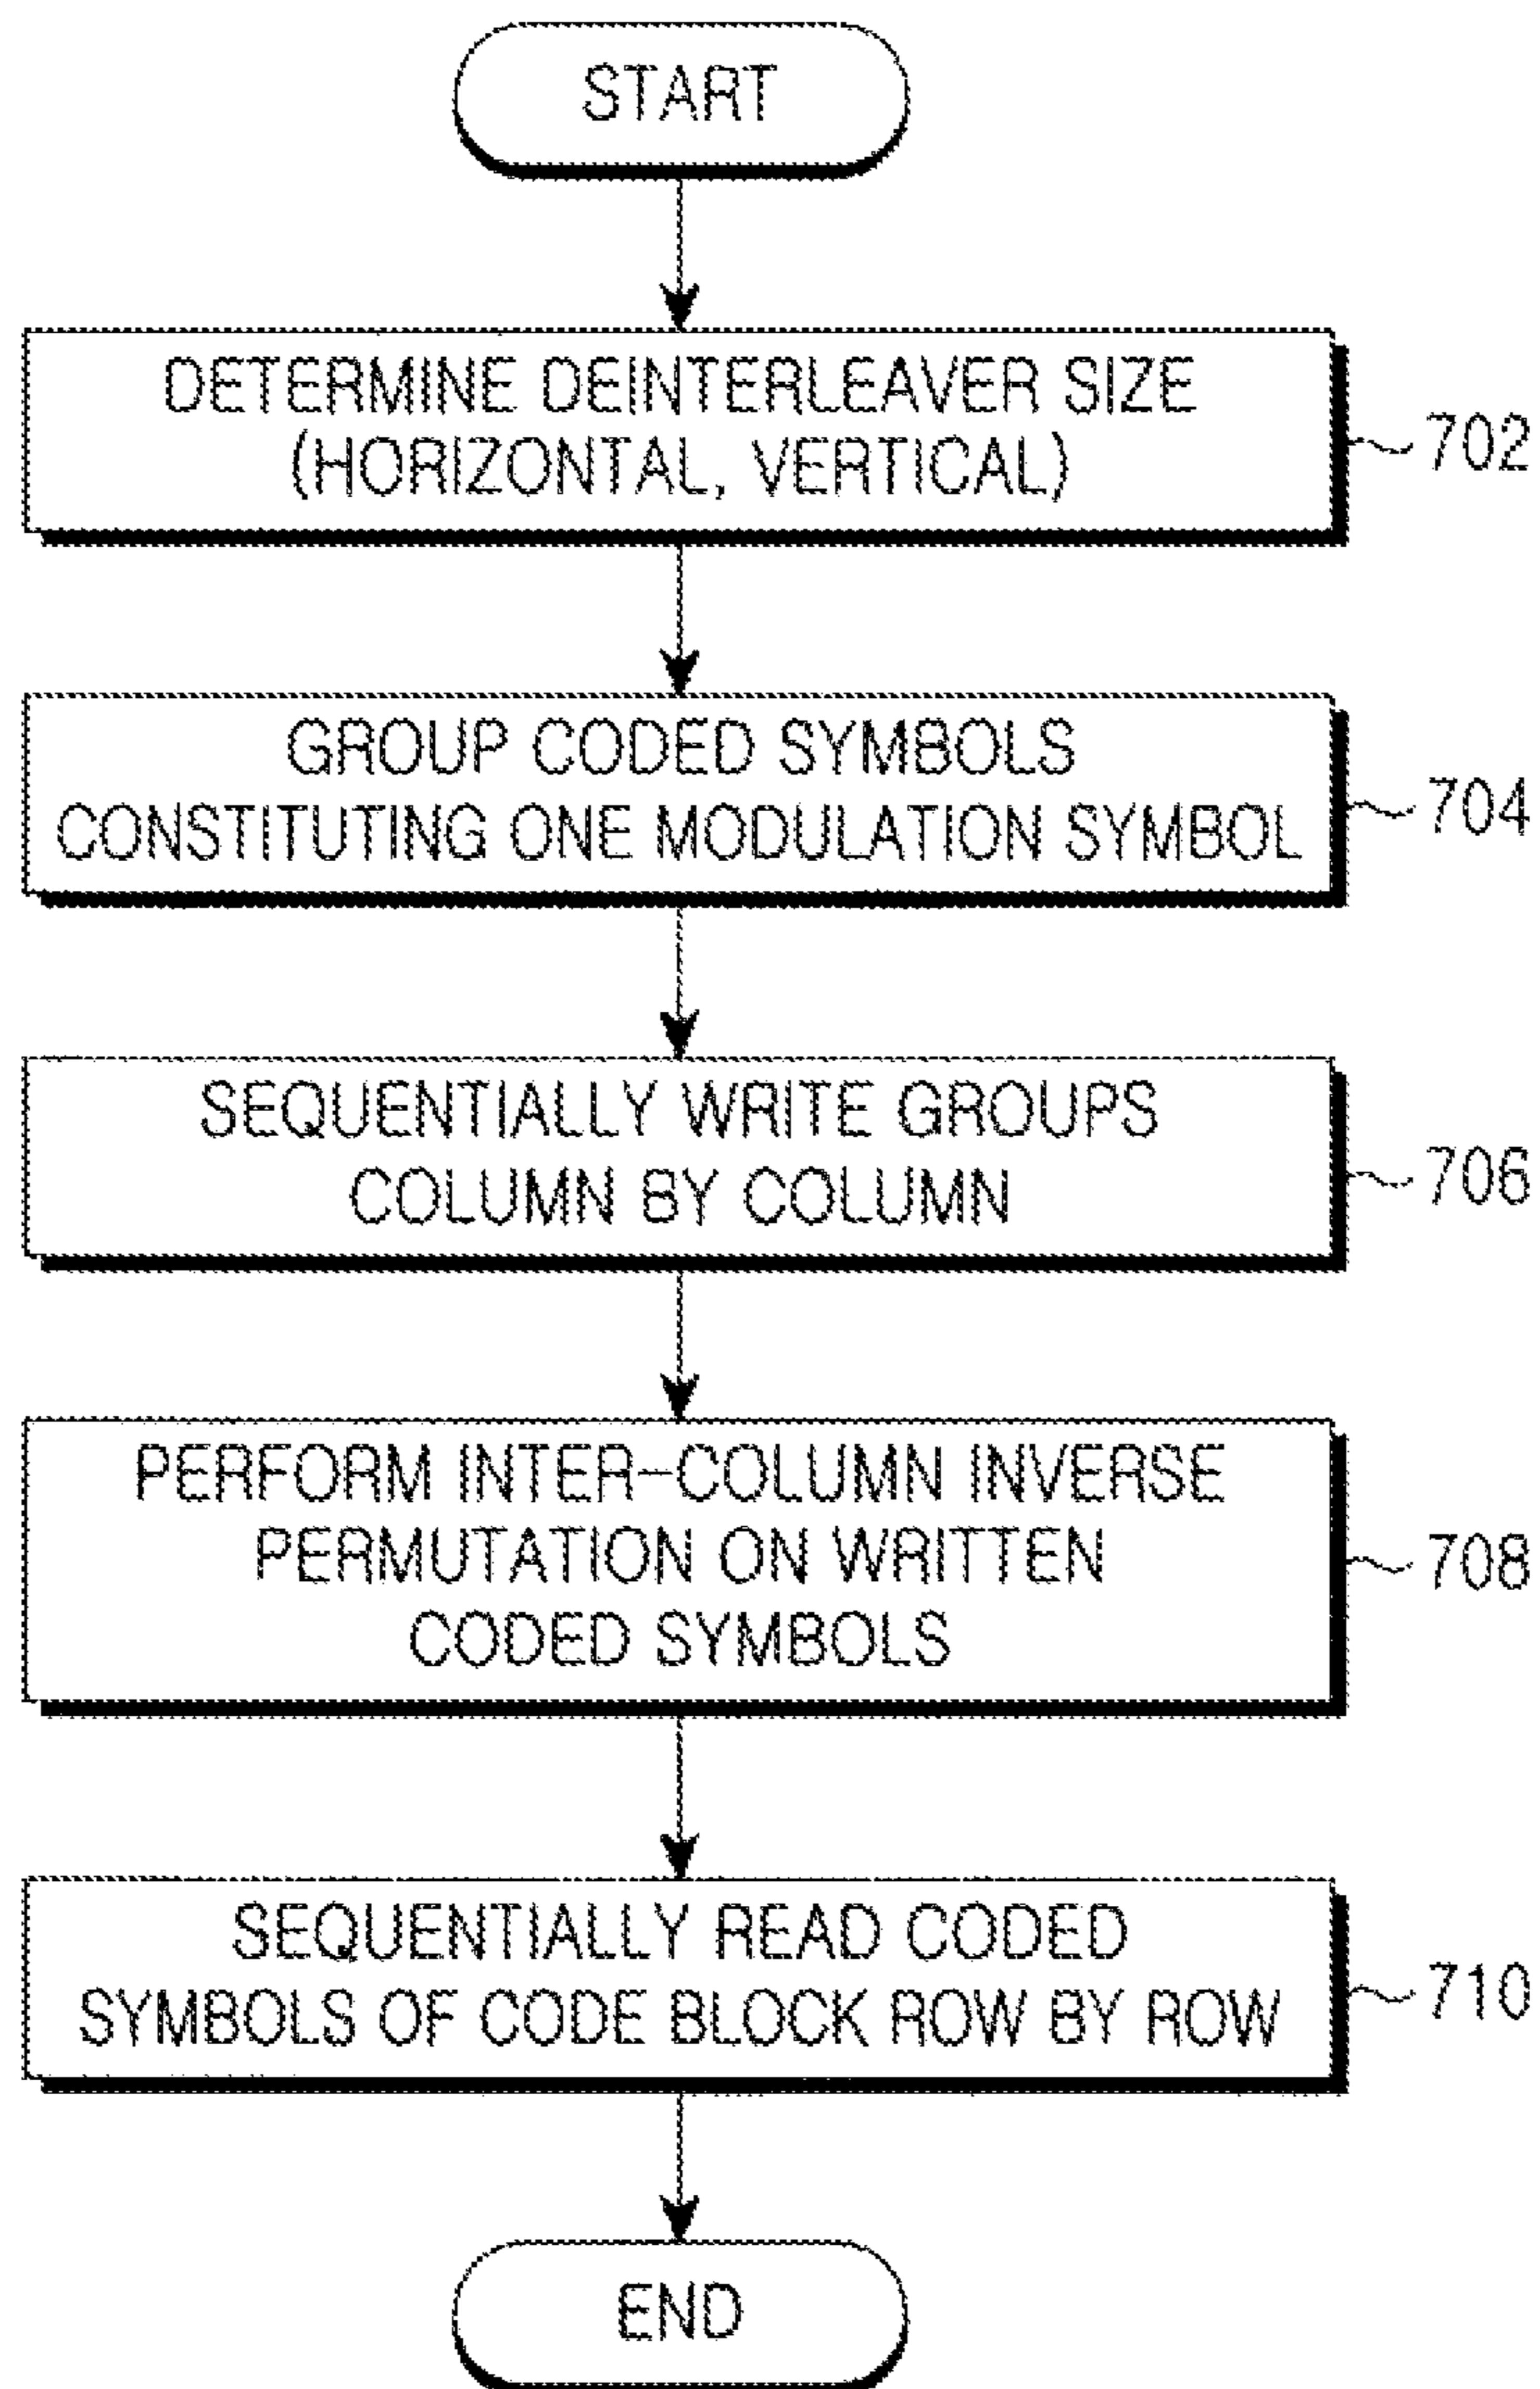 START
DETERMINE DEINTERLEAVER SIZE
(HORIZONTAL, VERTICAL)
702
GROUP CODED SYMBOLS
CONSTITUTING ONE MODULATION SYMBOL
704
SEQUENTIALLY WRITE GROUPS
COLUMN BY COLUMN
706
PERFORM INTER-COLUMN INVERSE
PERMUTATION ON WRITTEN
CODED SYMBOLS
708
SEQUENTIALLY READ CODED
SYMBOLS OF CODE BLOCK ROW BY ROW
710
END